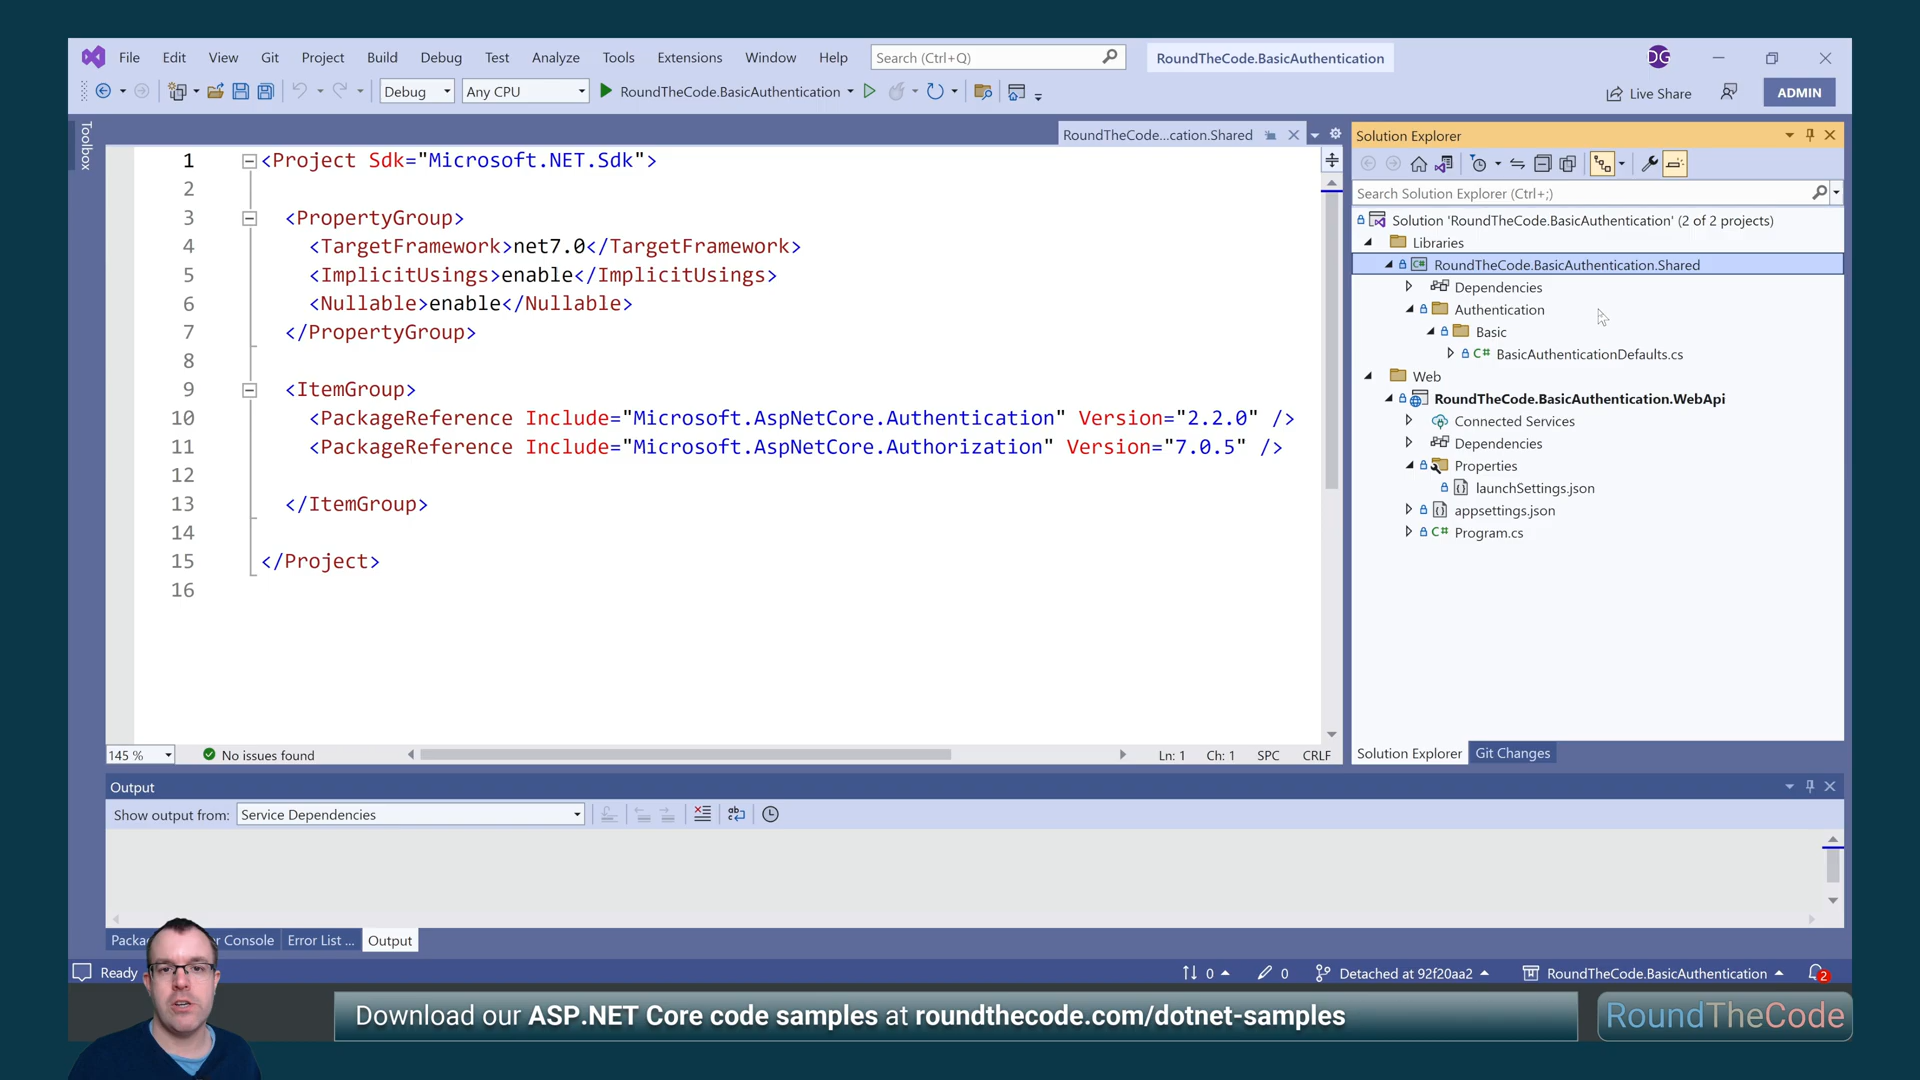 File Edit View Git Project Build Debug Test Analyze Tools Extensions Window Help Search (Ctrl+Q) RoundTheCode.BasicAuthentication DG
Debug Any CPU RoundTheCode.BasicAuthentication Live Share ADMIN
Toolbox
RoundTheCode...cation.Shared
1 <Project Sdk="Microsoft.NET.Sdk">
2
3 <PropertyGroup>
4 <TargetFramework>net7.0</TargetFramework>
5 <ImplicitUsings>enable</ImplicitUsings>
6 <Nullable>enable</Nullable>
7 </PropertyGroup>
8
9 <ItemGroup>
10 <PackageReference Include="Microsoft.AspNetCore.Authentication" Version="2.2.0" />
11 <PackageReference Include="Microsoft.AspNetCore.Authorization" Version="7.0.5" />
12
13 </ItemGroup>
14
15 </Project>
16
145 % No issues found Ln: 1 Ch: 1 SPC CRLF
Solution Explorer
Search Solution Explorer (Ctrl+;)
Solution 'RoundTheCode.BasicAuthentication' (2 of 2 projects)
Libraries
RoundTheCode.BasicAuthentication.Shared
Dependencies
Authentication
Basic
C# BasicAuthenticationDefaults.cs
Web
RoundTheCode.BasicAuthentication.WebApi
Connected Services
Dependencies
Properties
launchSettings.json
appsettings.json
C# Program.cs
Solution Explorer Git Changes
Output
Show output from: Service Dependencies
Console Error List ... Output
Ready 0 0 Detached at 92f20aa2 RoundTheCode.BasicAuthentication 2
Download our ASP.NET Core code samples at roundthecode.com/dotnet-samples
RoundTheCode